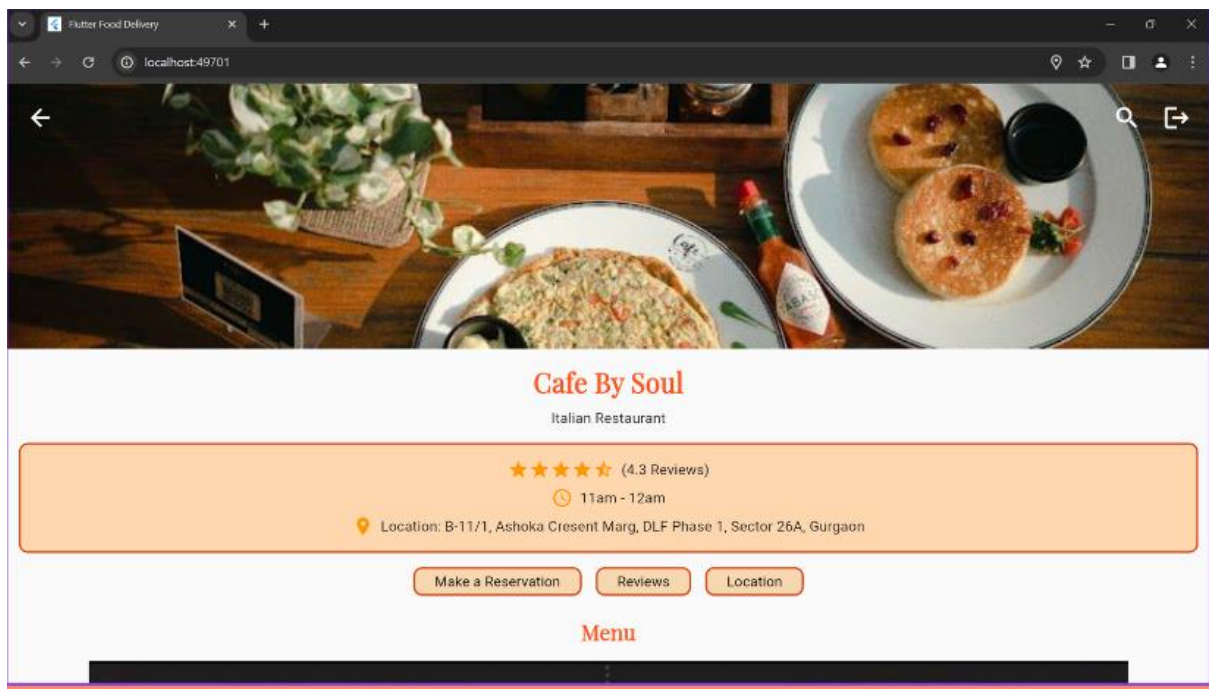 Flutter Food Delivery
localhost:49701
Cafe
Cafe By Soul
Italian Restaurant
(4.3 Reviews)
11am - 12am
Location: B-11/1, Ashoka Cresent Marg, DLF Phase 1, Sector 26A, Gurgaon
Make a Reservation Reviews Location
Menu